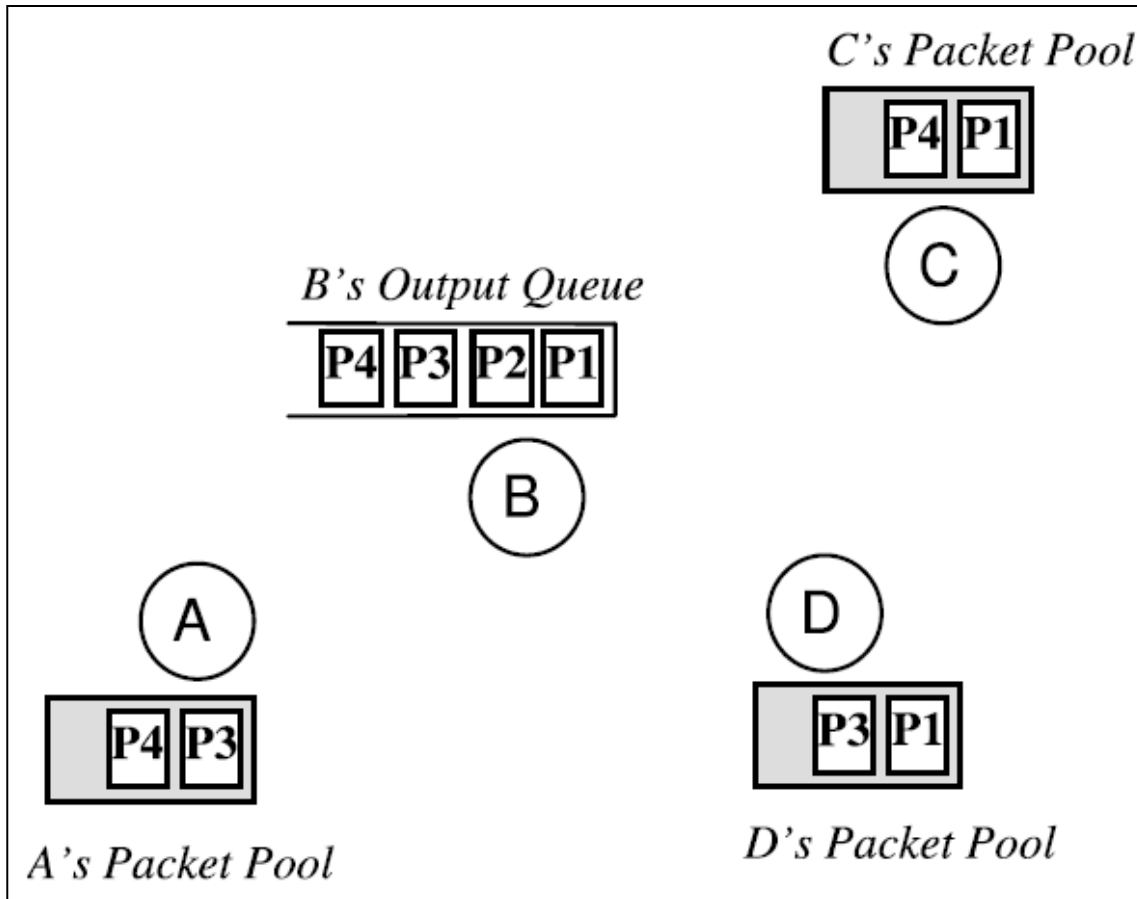 C's Packet Pool
P4 P1
C
B's Output Queue
P4 P3 P2 P1
B
A
D
P4 P3
P3 P1
A's Packet Pool
D's Packet Pool